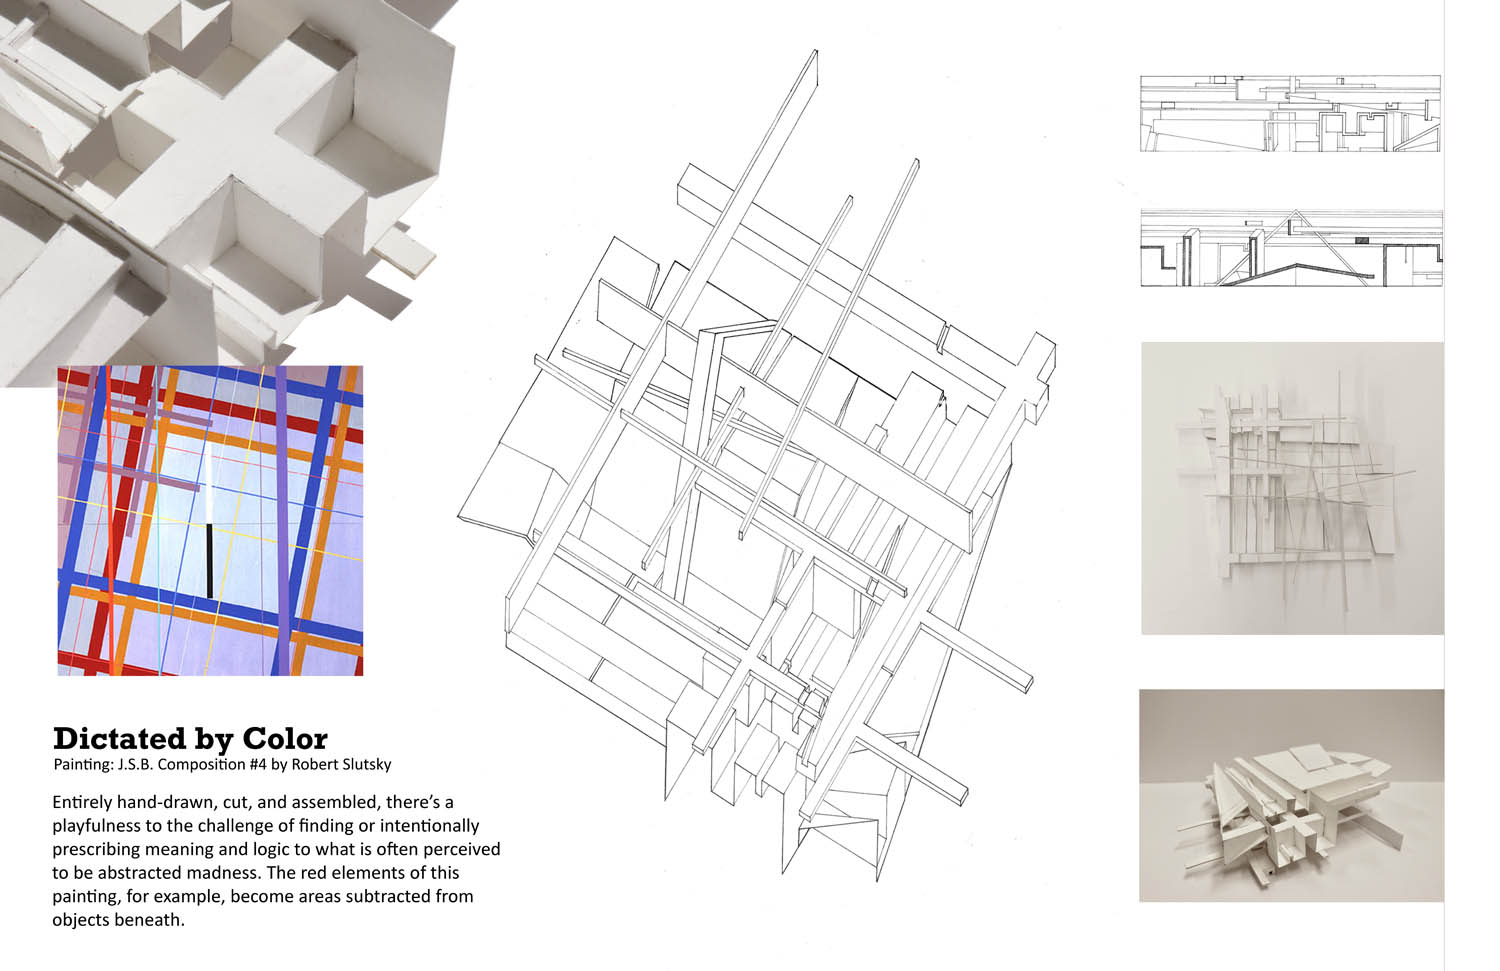 Dictated by Color
Painting: J.S.B. Composition #4 by Robert Slutsky
Entirely hand-drawn, cut, and assembled, there’s a
playfulness to the challenge of finding or intentionally
prescribing meaning and logic to what is often perceived
to be abstracted madness. The red elements of this
painting, for example, become areas subtracted from
objects beneath.